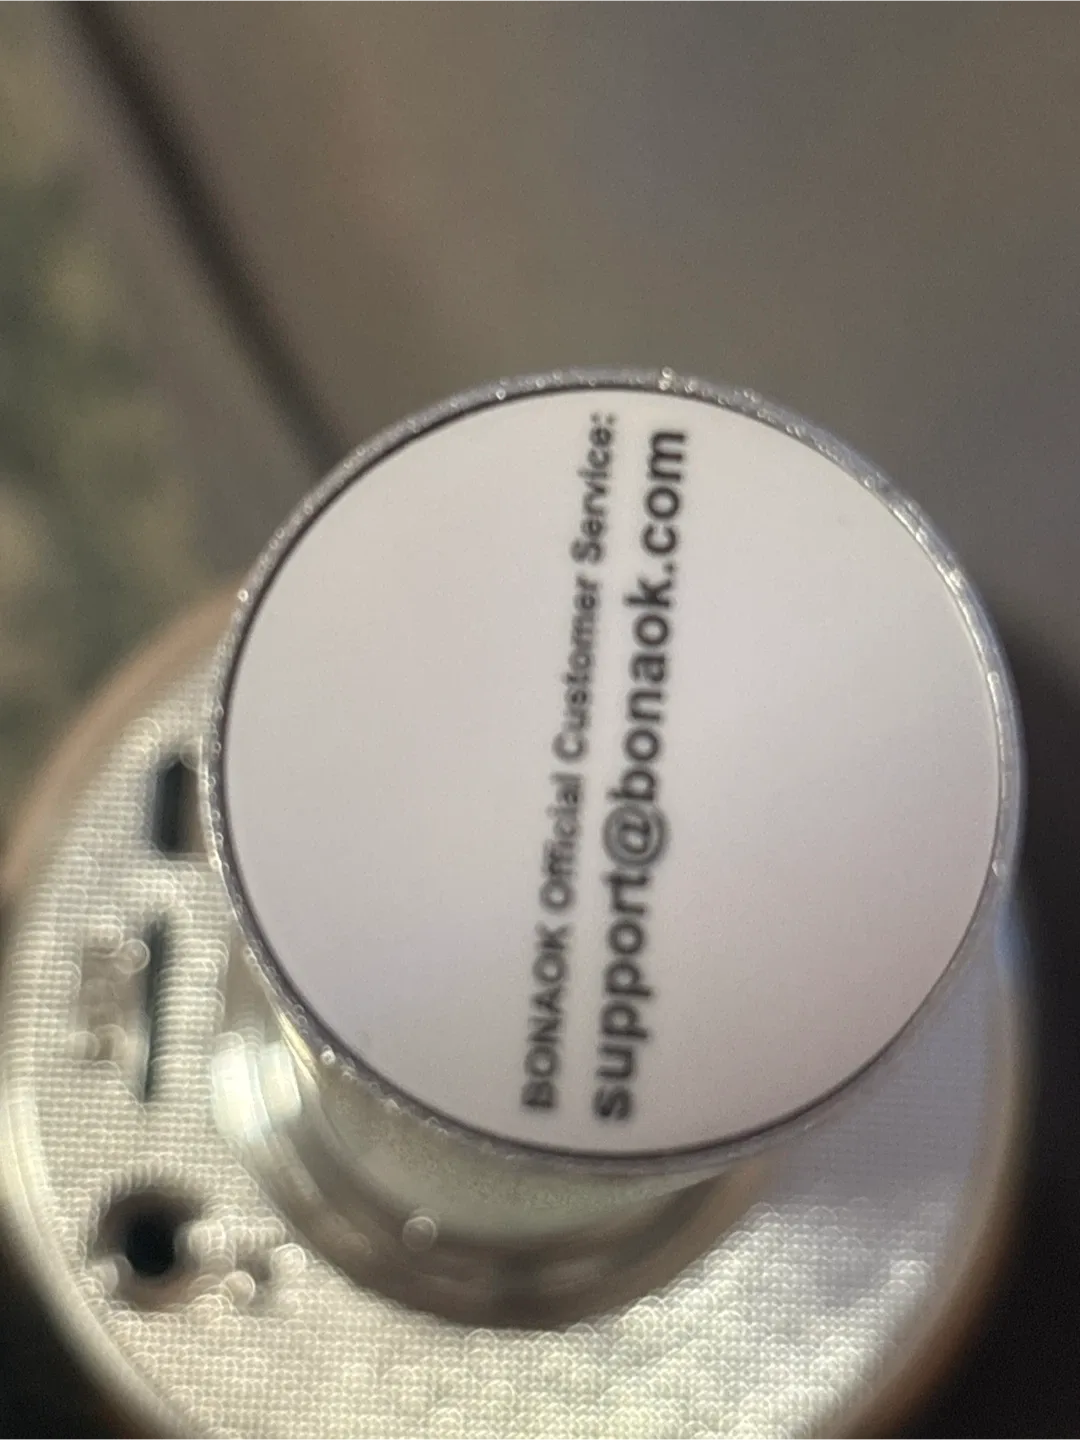 BONAOK Official Customer Service:
support@bonaok.com